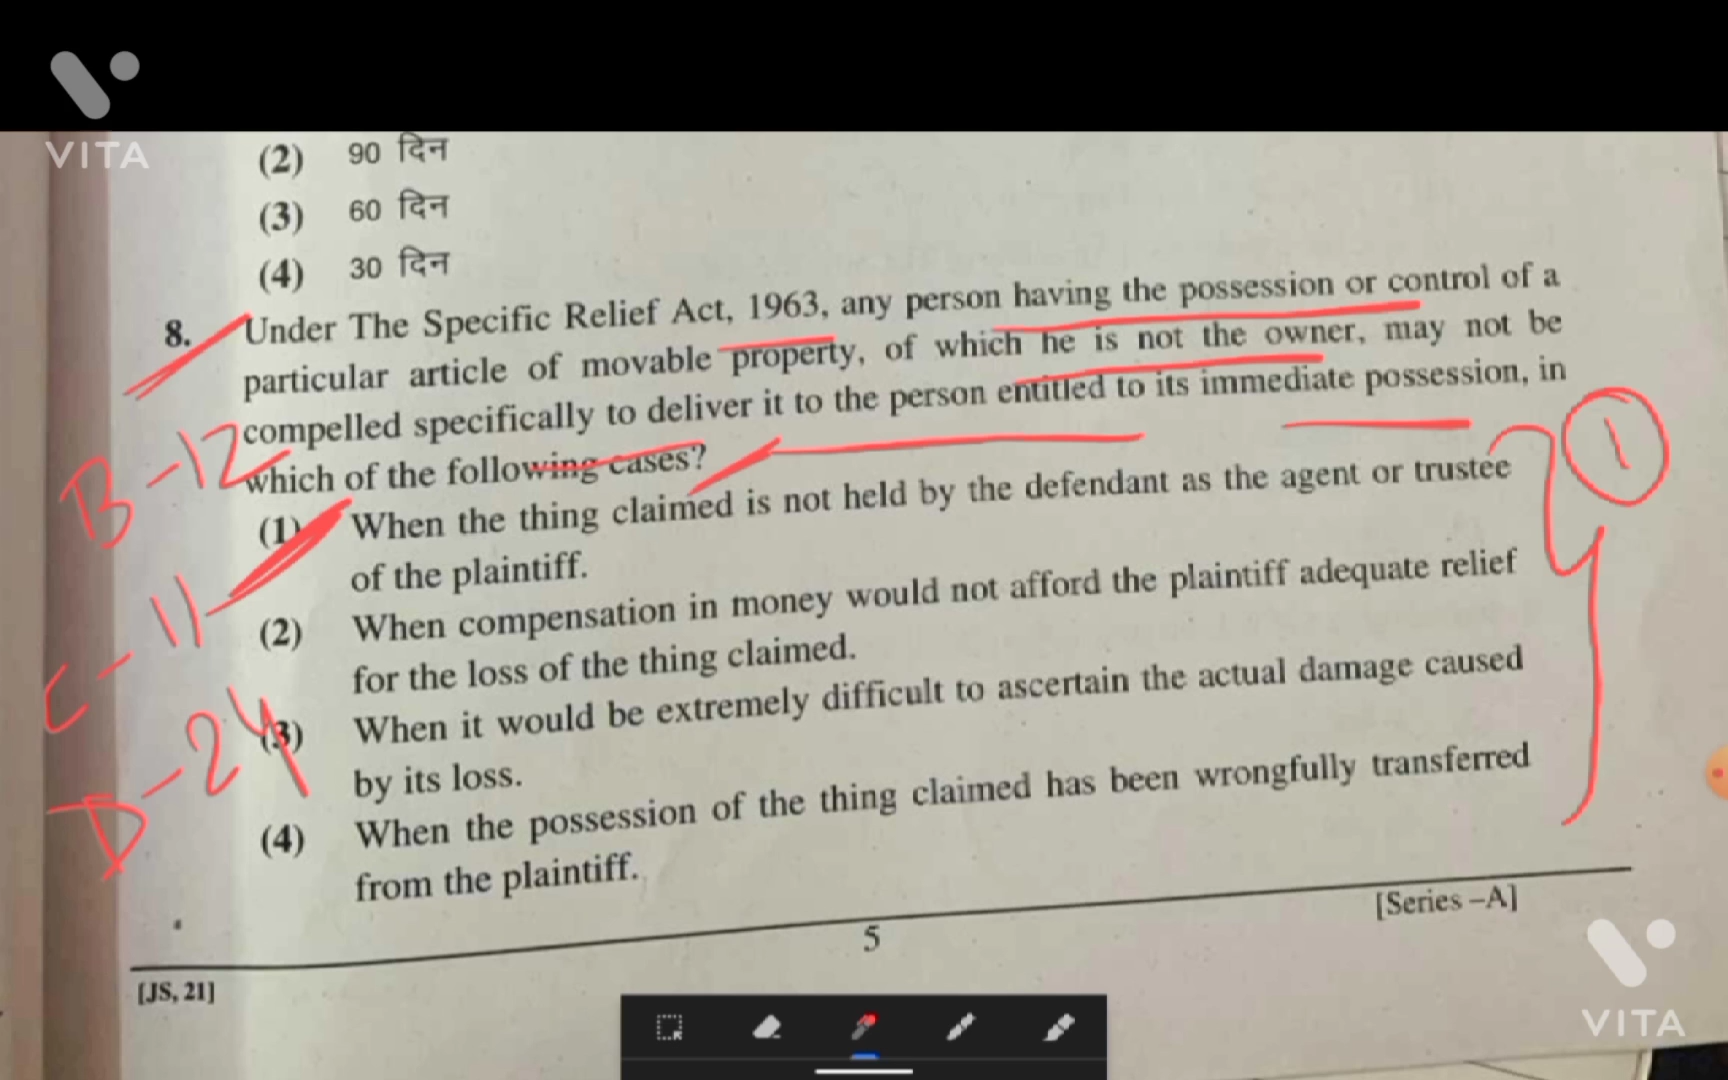 VITA
(2) 90 दिन
(3) 60 दिन
(4) 30 दिन
8. Under The Specific Relief Act, 1963, any person having the possession or control of a
particular article of movable property, of which he is not the owner, may not be
compelled specifically to deliver it to the person entitled to its immediate possession, in
which of the following cases?
(1) When the thing claimed is not held by the defendant as the agent or trustee
of the plaintiff.
(2) When compensation in money would not afford the plaintiff adequate relief
for the loss of the thing claimed.
(3) When it would be extremely difficult to ascertain the actual damage caused
by its loss.
(4) When the possession of the thing claimed has been wrongfully transferred
from the plaintiff.
B-12
C-11
D-24
1
[Series –A]
5
[JS, 21]
VITA